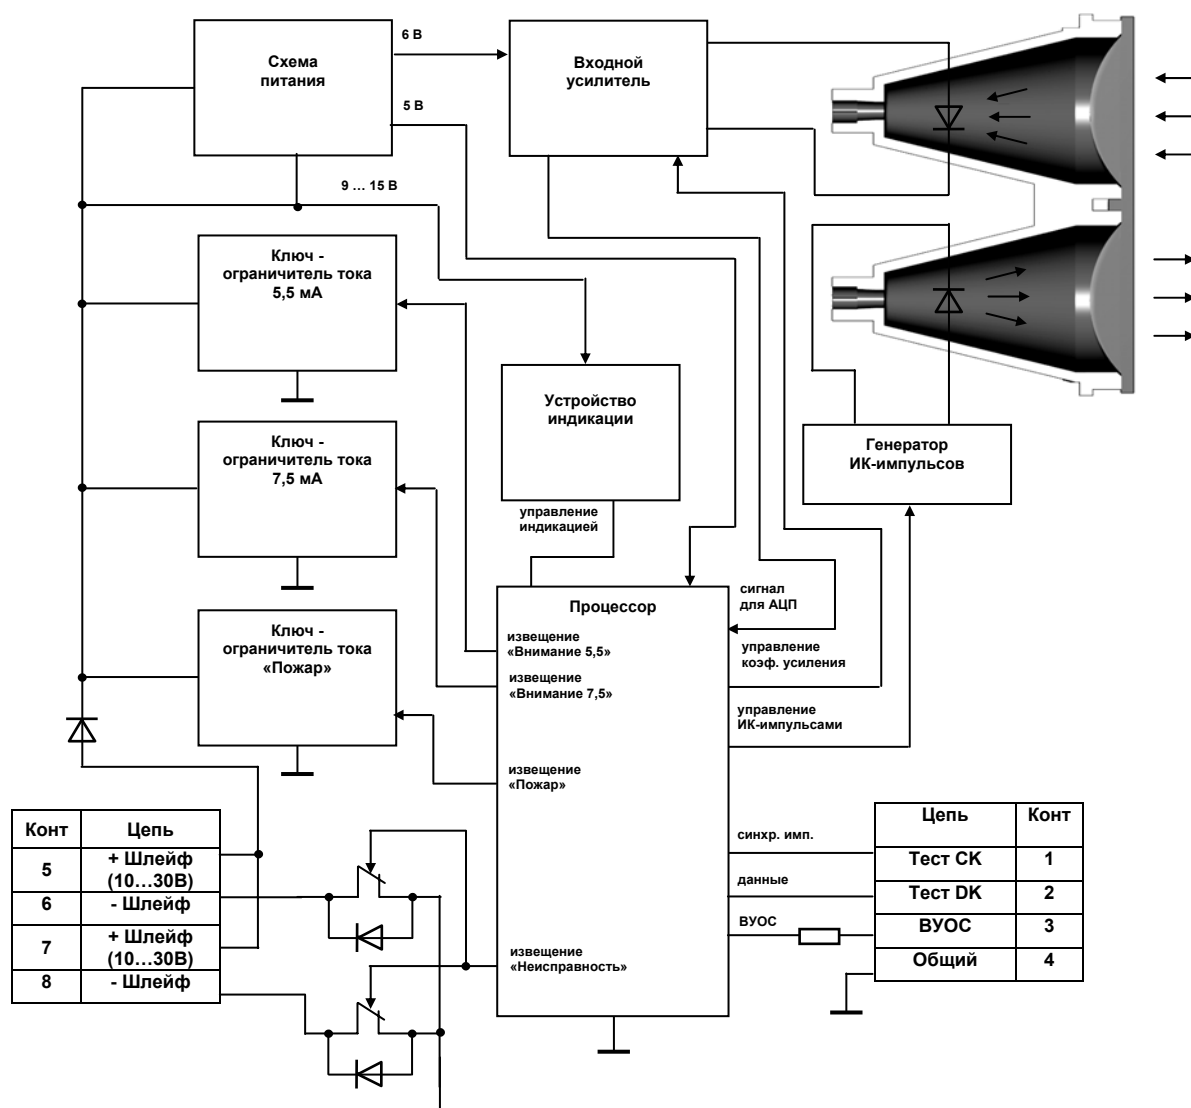 Схема
питания
6 В
5 В
9 … 15 В
Входной
усилитель
Ключ -
ограничитель тока
5,5 мА
Устройство
индикации
Ключ -
ограничитель тока
7,5 мА
Генератор
ИК-импульсов
управление
индикацией
Ключ -
ограничитель тока
«Пожар»
Процессор
извещение
«Внимание 5,5»
извещение
«Внимание 7,5»
извещение
«Пожар»
извещение
«Неисправность»
сигнал
для АЦП
управление
коэф. усиления
управление
ИК-импульсами
синхр. имп.
данные
ВУОС
Конт Цепь
5 + Шлейф
(10…30В)
6 - Шлейф
7 + Шлейф
(10…30В)
8 - Шлейф
Цепь Конт
Тест СК 1
Тест DK 2
ВУОС 3
Общий 4